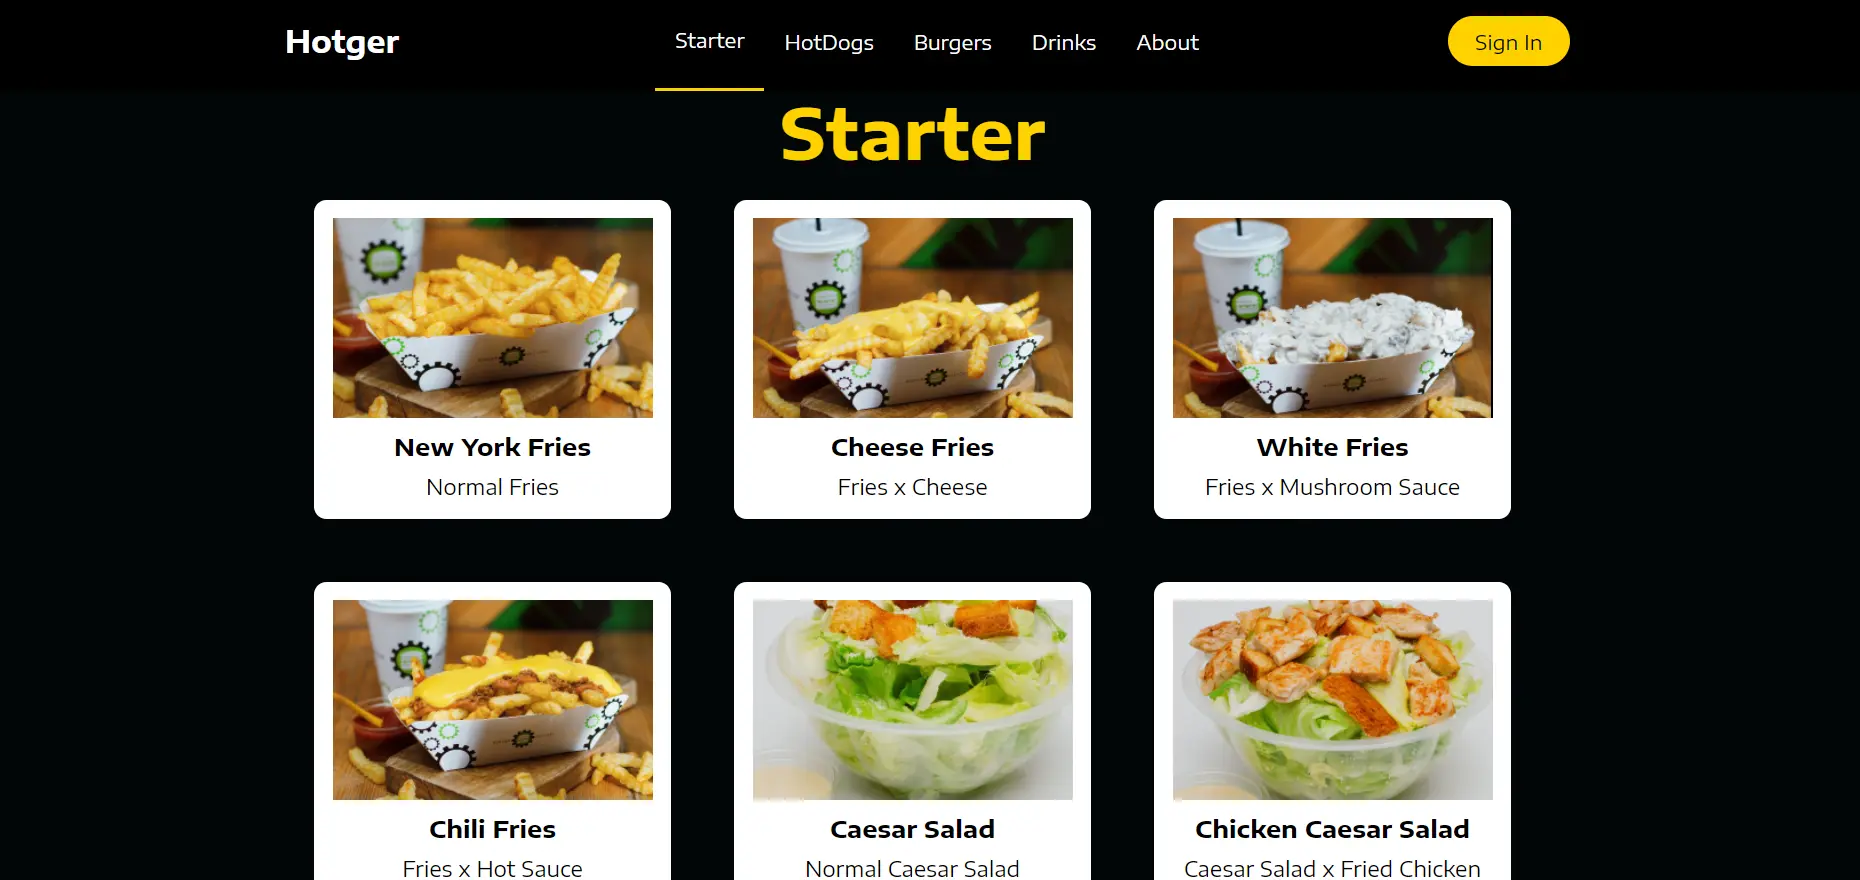 Hotger
Starter
HotDogs
Burgers
Drinks
About
Sign In
Starter
New York Fries
Normal Fries
Cheese Fries
Fries x Cheese
White Fries
Fries x Mushroom Sauce
Chili Fries
Fries x Hot Sauce
Caesar Salad
Normal Caesar Salad
Chicken Caesar Salad
Caesar Salad x Fried Chicken